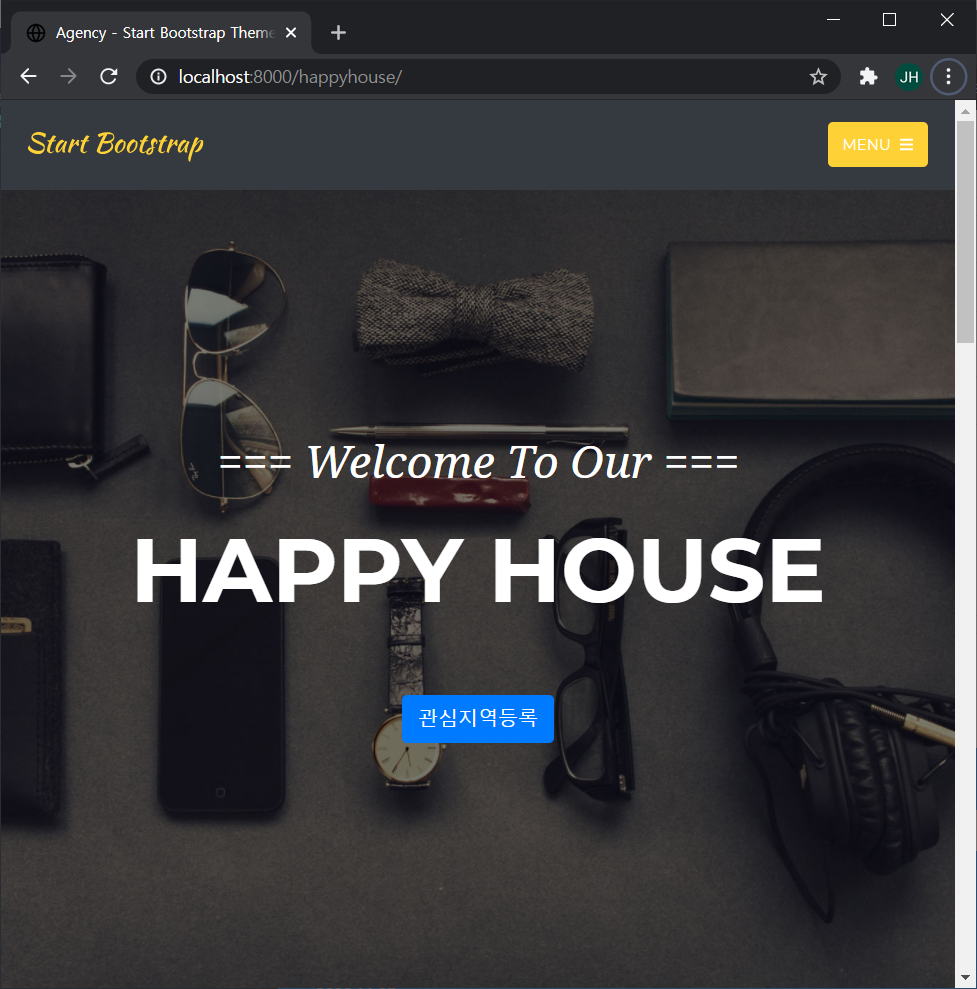 Agency - Start Bootstrap Theme
localhost:8000/happyhouse/
JH
Start Bootstrap
MENU
=== Welcome To Our ===
HAPPY HOUSE
관심지역등록